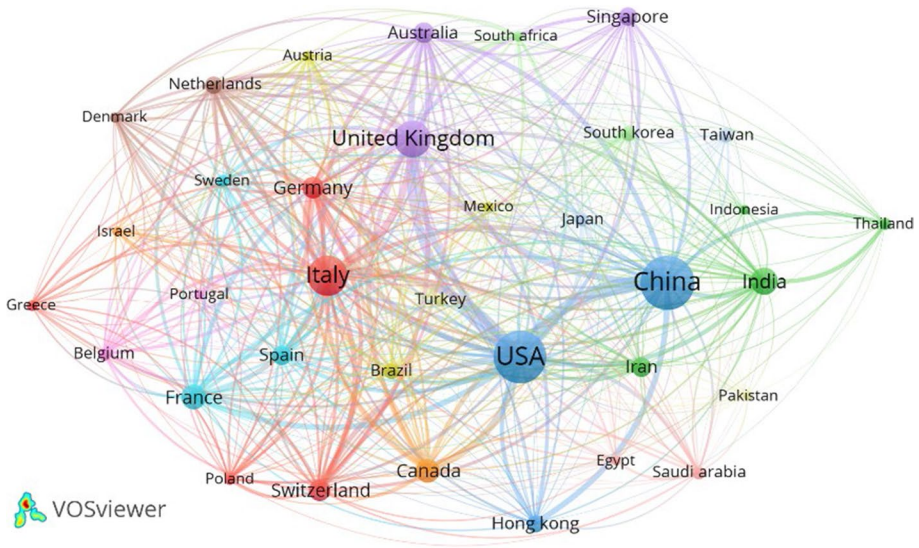 Singapore
Australia
South africa
Austria
Netherlands
Denmark
United Kingdom
South korea
Taiwan
Sweden
Germany
Mexico
Indonesia
Japan
Thailand
Israel
Italy
China
India
Portugal
Turkey
Greece
Belgium
Spain
USA
Brazil
Iran
France
Pakistan
Poland
Switzerland
Canada
Egypt
Saudi arabia
VOSviewer
Hong kong